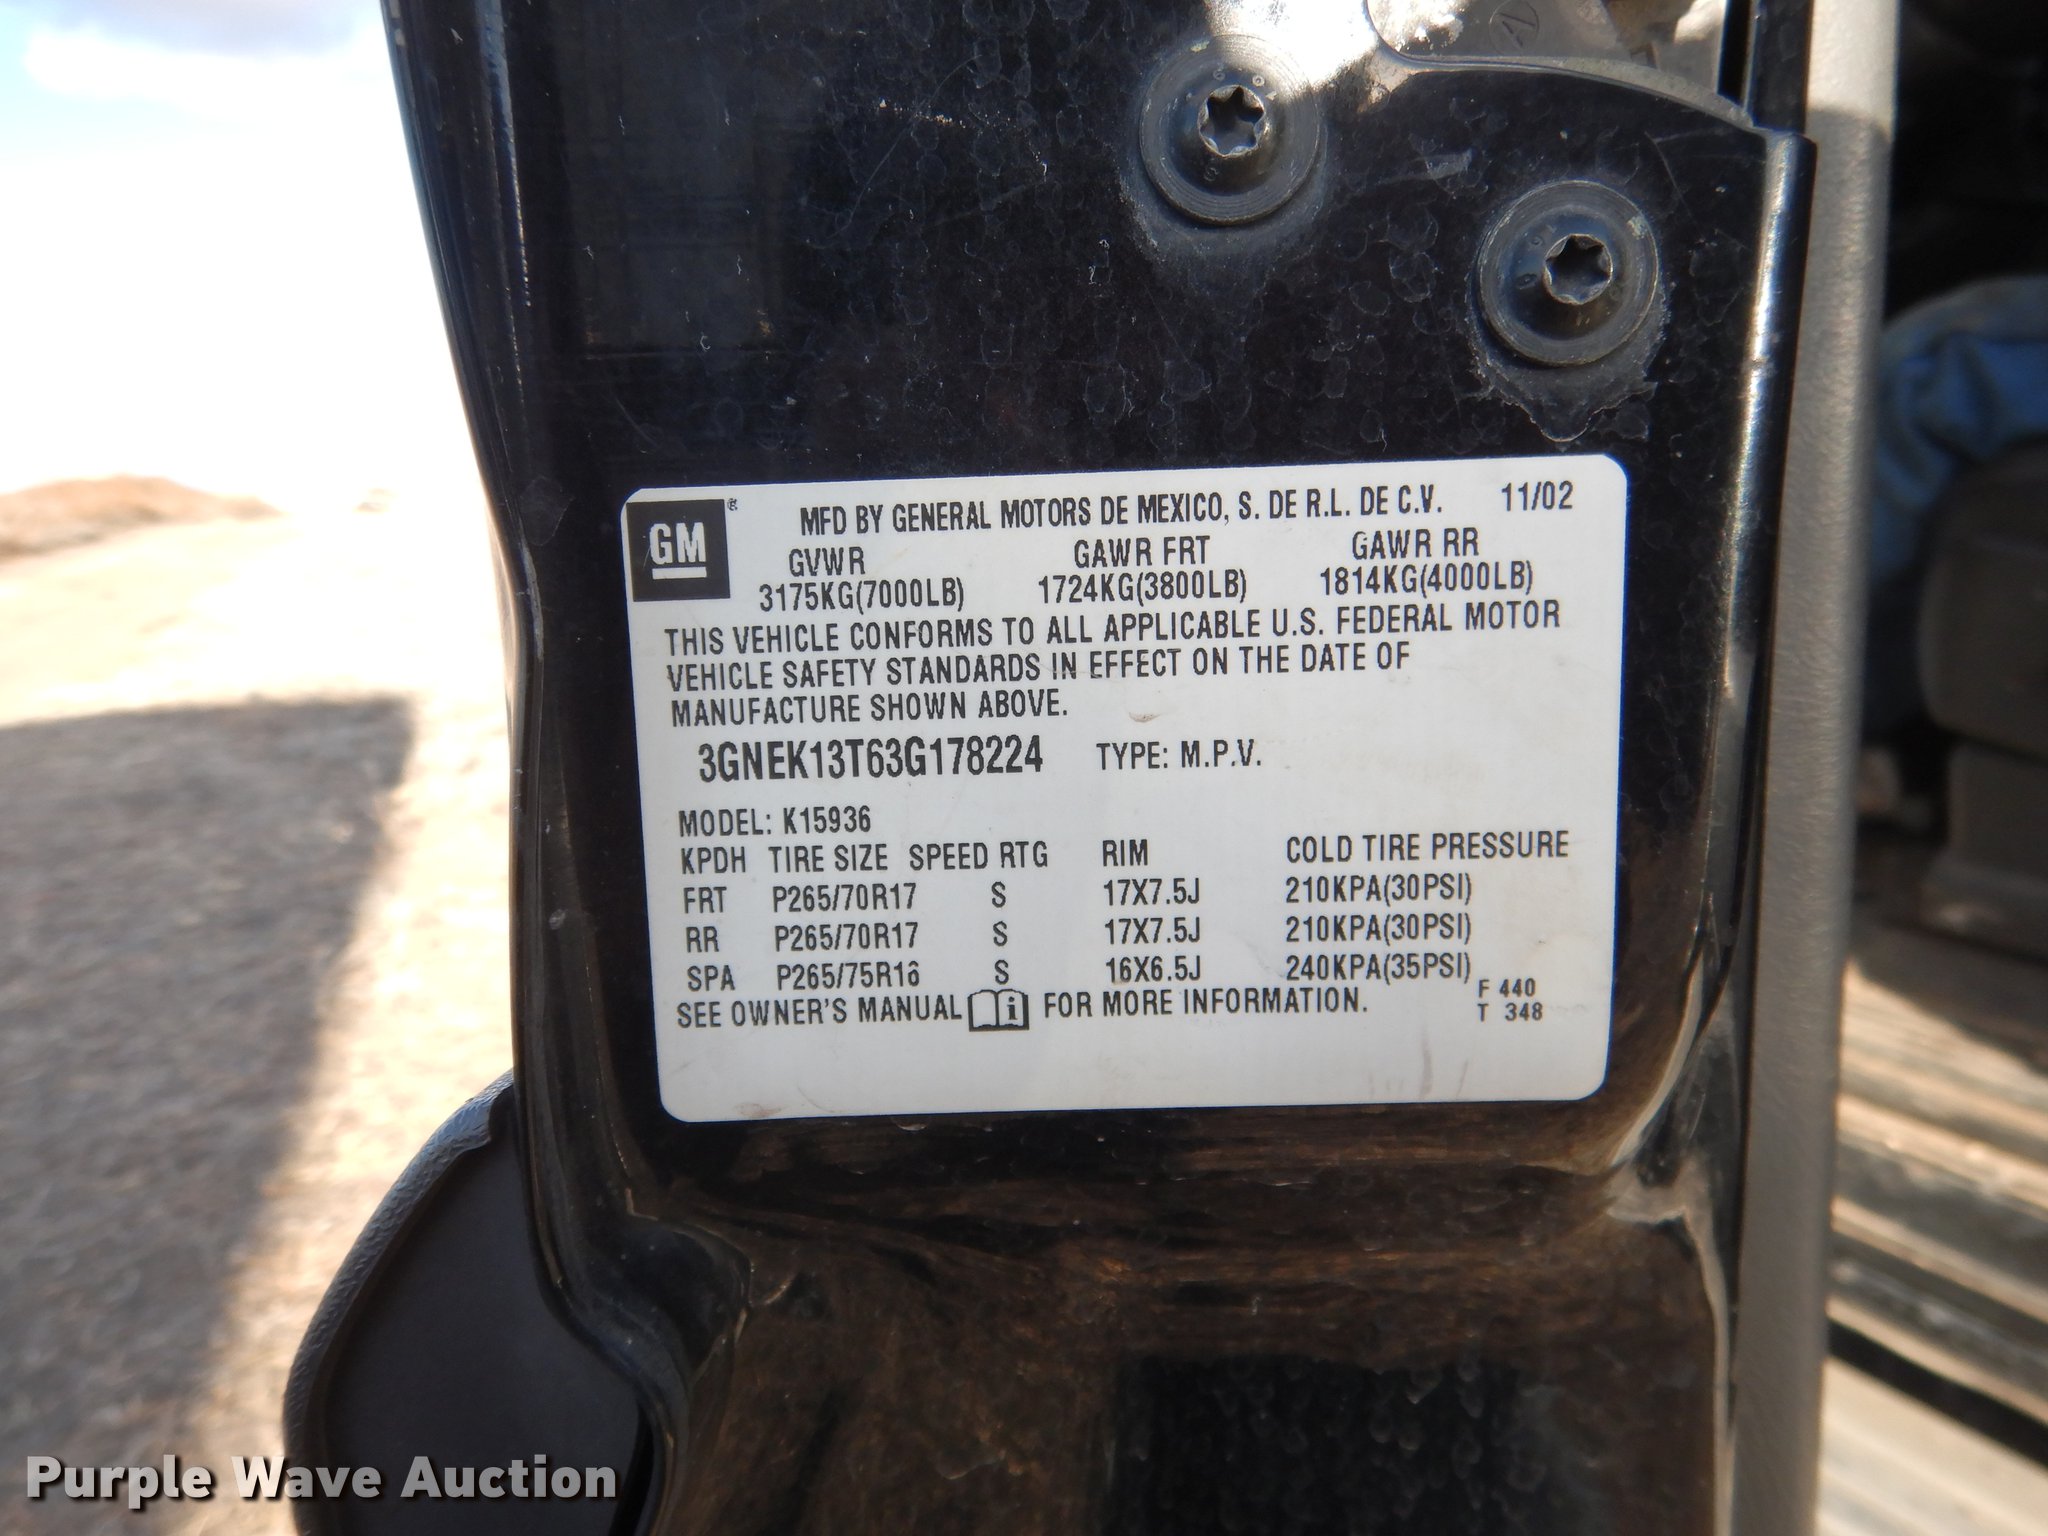 GM ®
MFD BY GENERAL MOTORS DE MEXICO, S. DE R.L. DE C.V. 11/02
GVWR GAWR FRT GAWR RR
3175KG(7000LB) 1724KG(3800LB) 1814KG(4000LB)
THIS VEHICLE CONFORMS TO ALL APPLICABLE U.S. FEDERAL MOTOR
VEHICLE SAFETY STANDARDS IN EFFECT ON THE DATE OF
MANUFACTURE SHOWN ABOVE.
3GNEK13T63G178224 TYPE: M.P.V.
MODEL: K15936
KPDH TIRE SIZE SPEED RTG RIM COLD TIRE PRESSURE
FRT P265/70R17 S 17X7.5J 210KPA(30PSI)
RR P265/70R17 S 17X7.5J 210KPA(30PSI)
SPA P265/75R16 S 16X6.5J 240KPA(35PSI)
SEE OWNER'S MANUAL i FOR MORE INFORMATION.
F 440
T 348
Purple Wave Auction